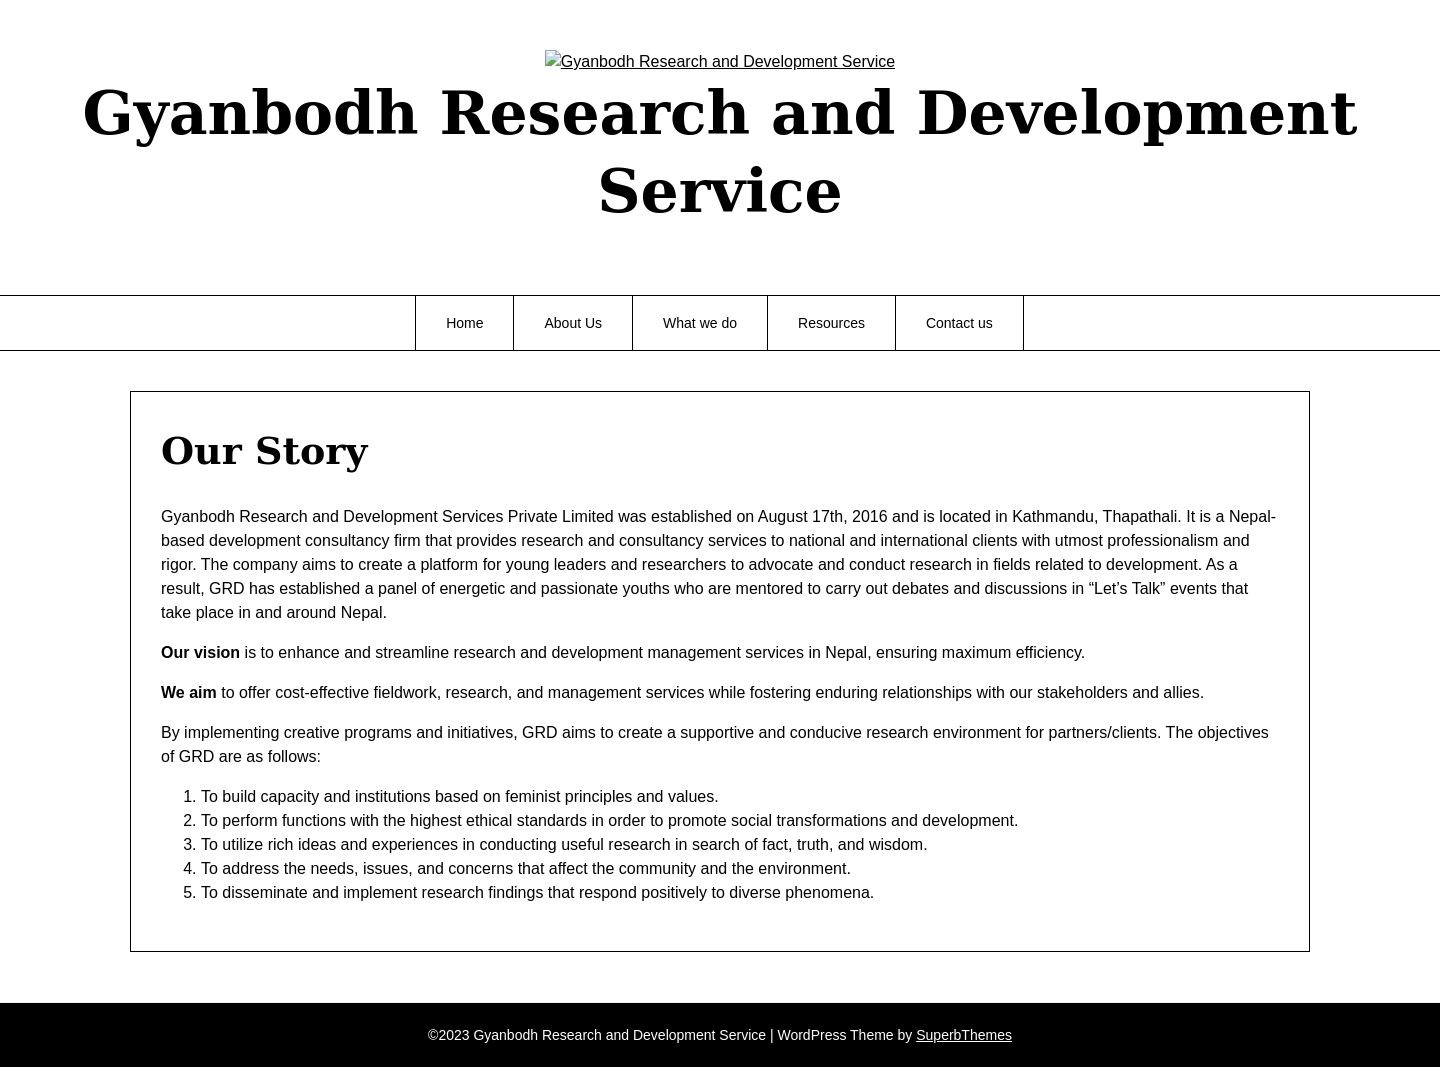 Gyanbodh Research and Development Service
Gyanbodh Research and Development
Service
Home
About Us
What we do
Resources
Contact us
Our Story
Gyanbodh Research and Development Services Private Limited was established on August 17th, 2016 and is located in Kathmandu, Thapathali. It is a Nepal-
based development consultancy firm that provides research and consultancy services to national and international clients with utmost professionalism and
rigor. The company aims to create a platform for young leaders and researchers to advocate and conduct research in fields related to development. As a
result, GRD has established a panel of energetic and passionate youths who are mentored to carry out debates and discussions in “Let’s Talk” events that
take place in and around Nepal.
Our vision is to enhance and streamline research and development management services in Nepal, ensuring maximum efficiency.
We aim to offer cost-effective fieldwork, research, and management services while fostering enduring relationships with our stakeholders and allies.
By implementing creative programs and initiatives, GRD aims to create a supportive and conducive research environment for partners/clients. The objectives
of GRD are as follows:
1. To build capacity and institutions based on feminist principles and values.
2. To perform functions with the highest ethical standards in order to promote social transformations and development.
3. To utilize rich ideas and experiences in conducting useful research in search of fact, truth, and wisdom.
4. To address the needs, issues, and concerns that affect the community and the environment.
5. To disseminate and implement research findings that respond positively to diverse phenomena.
©2023 Gyanbodh Research and Development Service | WordPress Theme by SuperbThemes